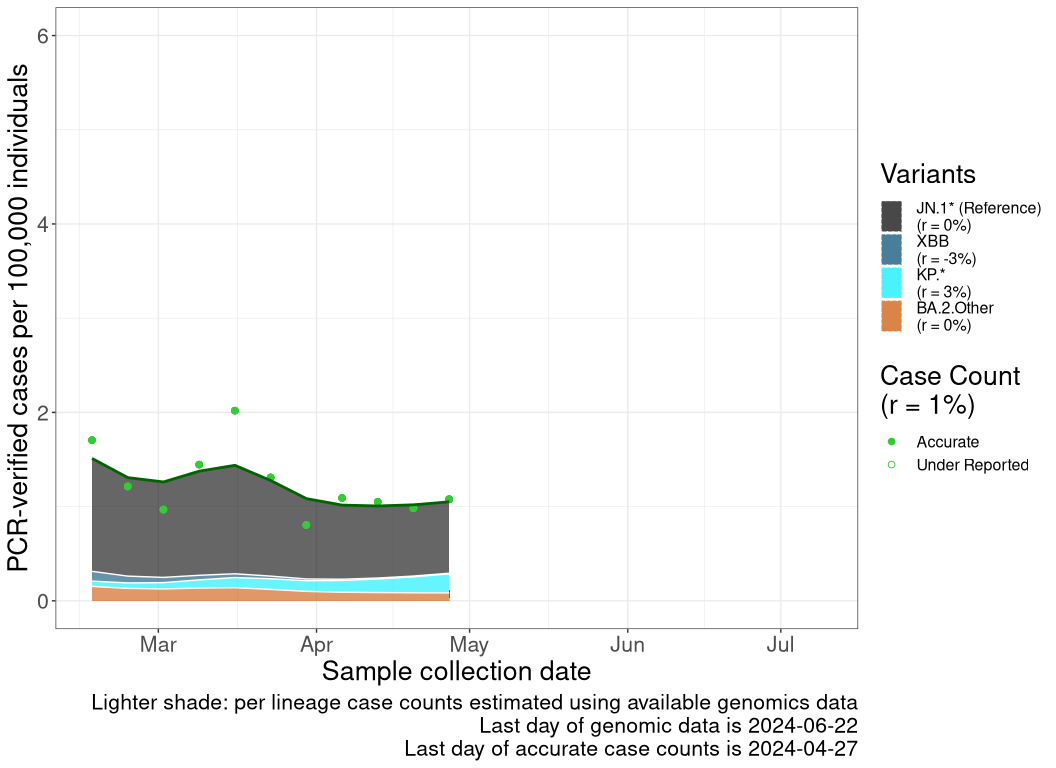 PCR-verified cases per 100,000 individuals
6
4
2
0
Mar
Apr
May
Jun
Jul
Sample collection date
Lighter shade: per lineage case counts estimated using available genomics data
Last day of genomic data is 2024-06-22
Last day of accurate case counts is 2024-04-27
Variants
JN.1* (Reference)
(r = 0%)
XBB
(r = -3%)
KP.*
(r = 3%)
BA.2.Other
(r = 0%)
Case Count
(r = 1%)
Accurate
Under Reported